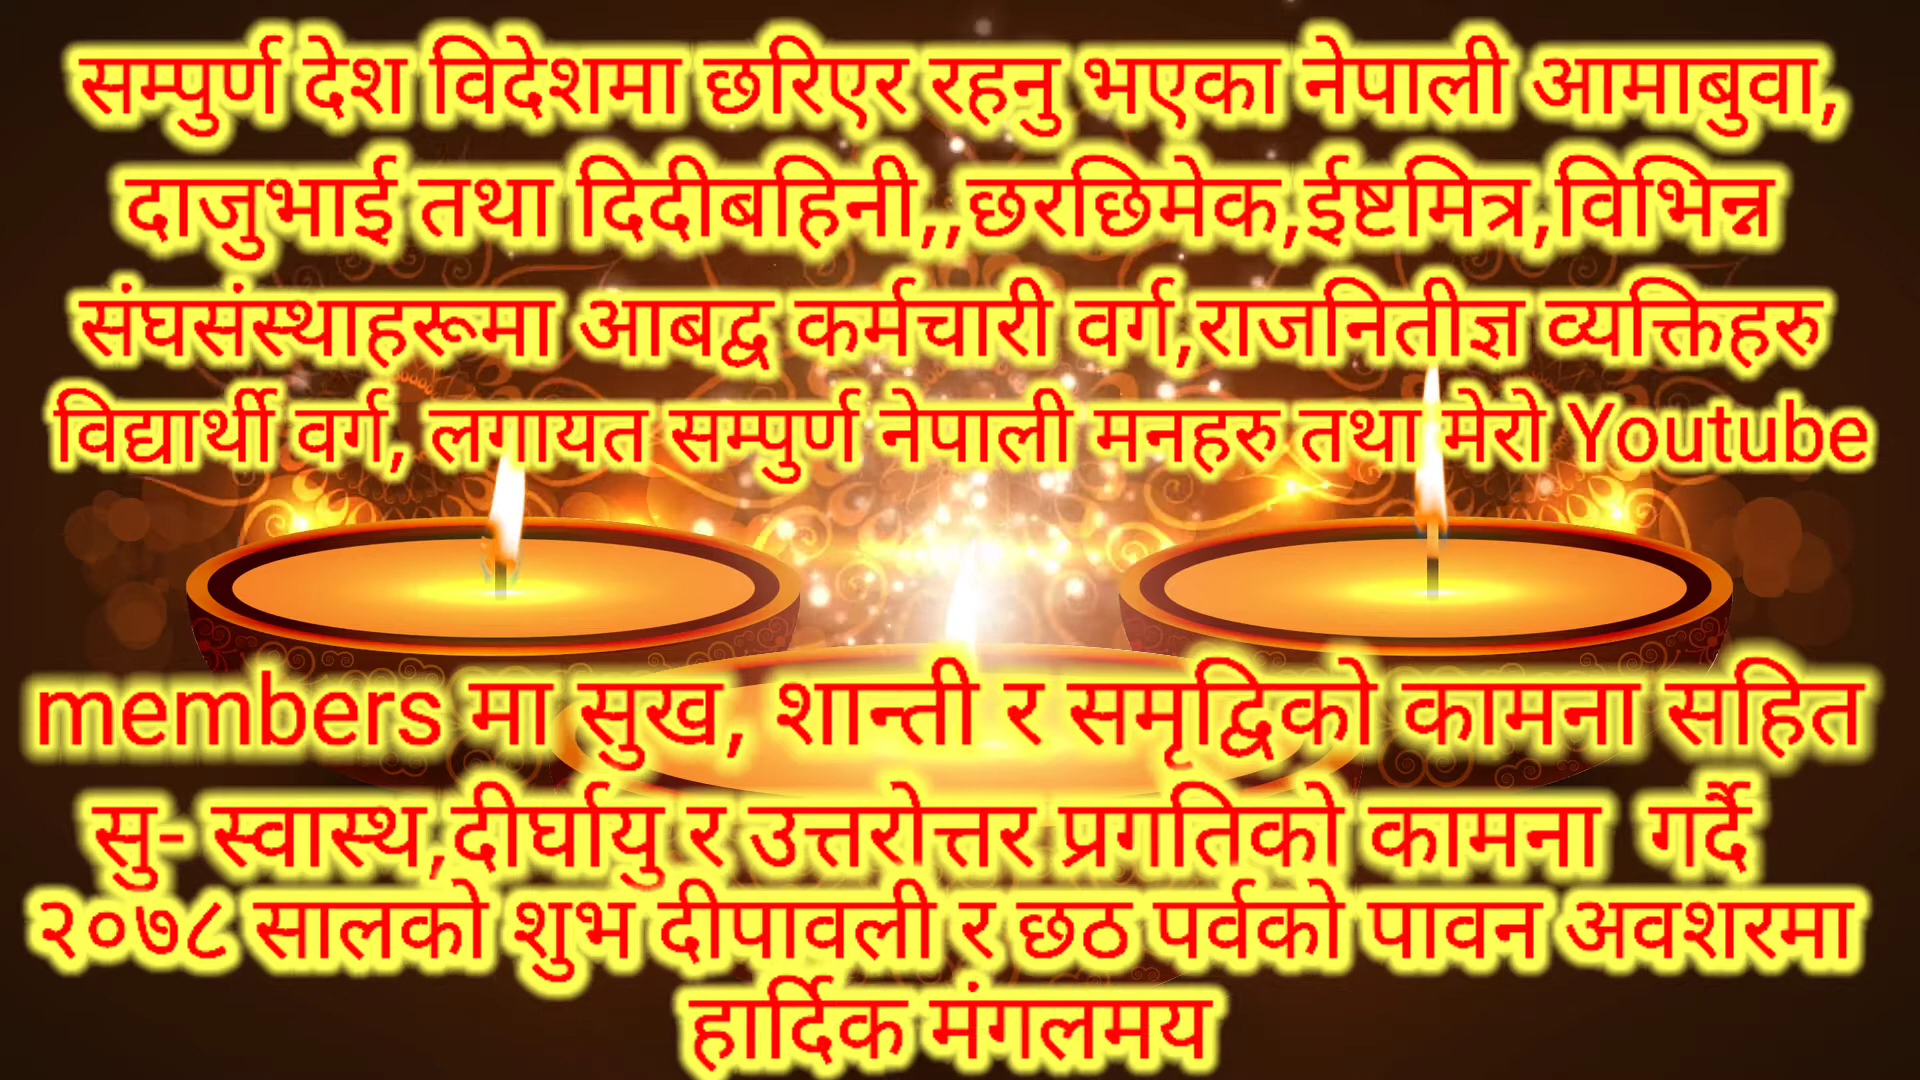 सम्पुर्ण देश विदेशमा छरिएर रहनु भएका नेपाली आमाबुवा,
दाजुभाई तथा दिदीबहिनी,,छरछिमेक,ईष्टमित्र,विभिन्न
संघसंस्थाहरूमा आबद्व कर्मचारी वर्ग,राजनितीज्ञ व्यक्तिहरु
विद्यार्थी वर्ग, लगायत सम्पुर्ण नेपाली मनहरु तथा मेरो Youtube
members मा सुख, शान्ती र समृद्विको कामना सहित
सु- स्वास्थ,दीर्घायु र उत्तरोत्तर प्रगतिको कामना गर्दै
२०७८ सालको शुभ दीपावली र छठ पर्वको पावन अवशरमा
हार्दिक मंगलमय